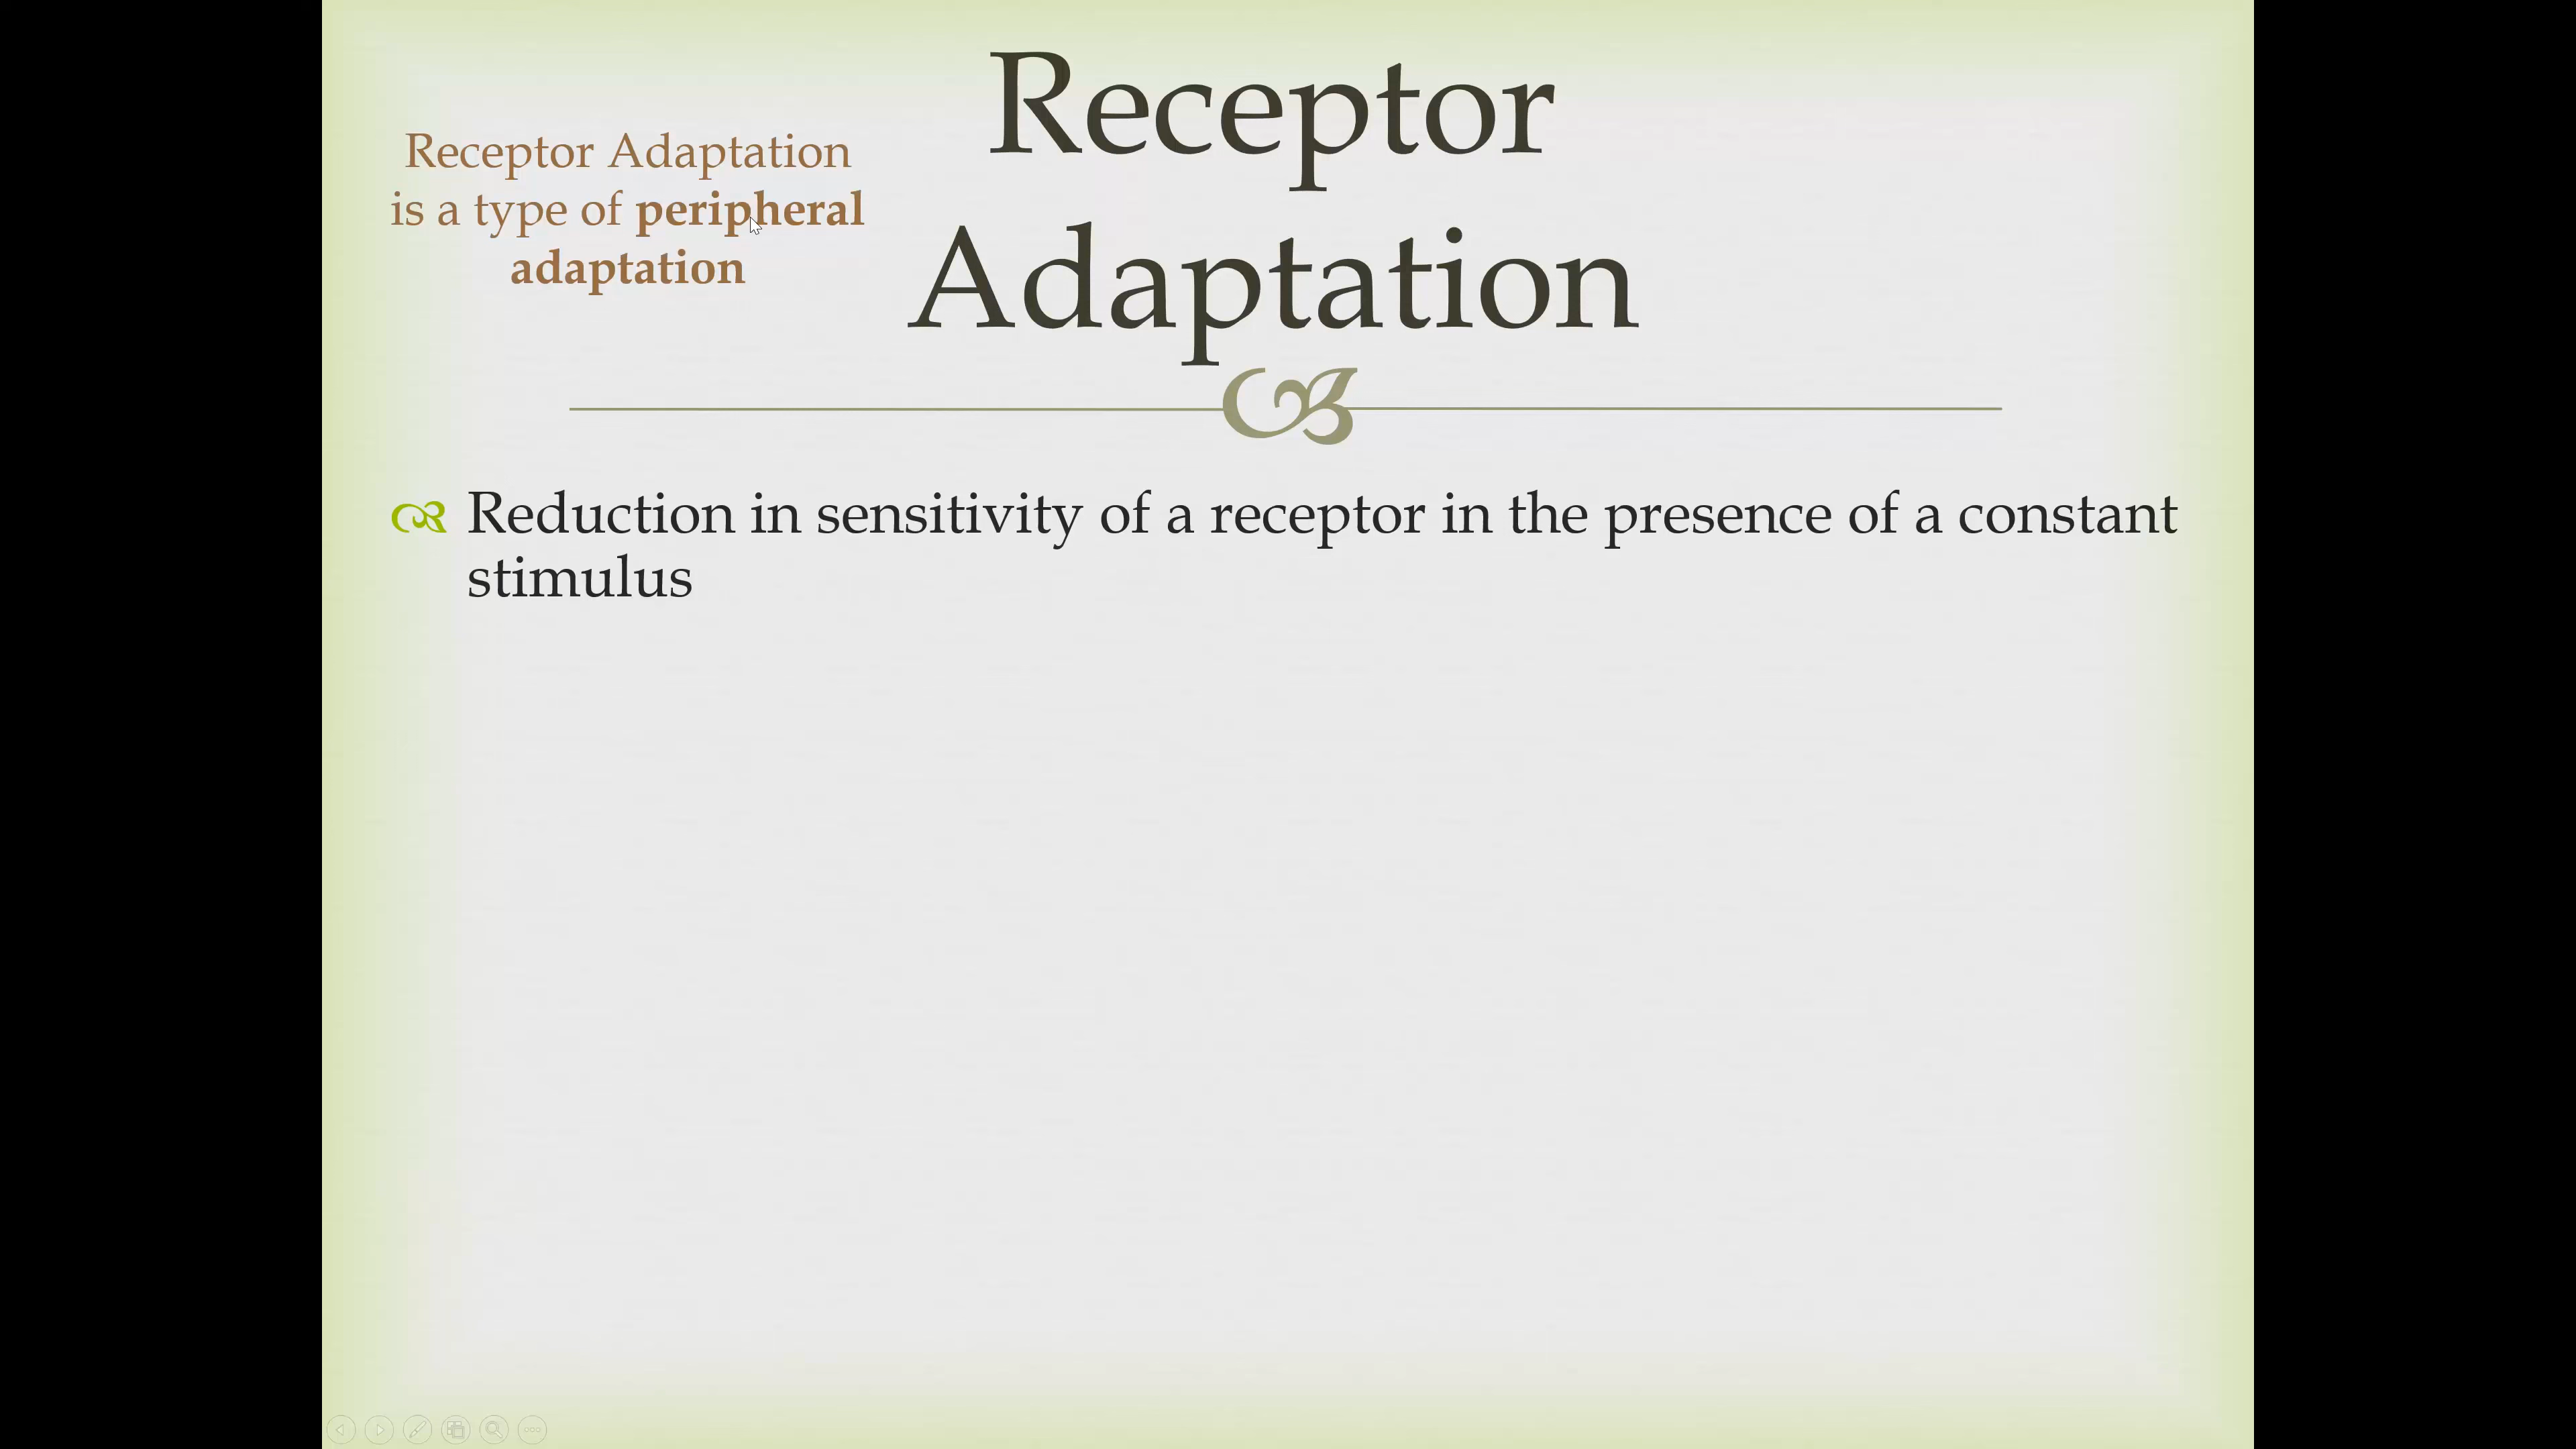 Receptor Adaptation
is a type of peripheral
adaptation
Receptor
Adaptation
Reduction in sensitivity of a receptor in the presence of a constant
stimulus